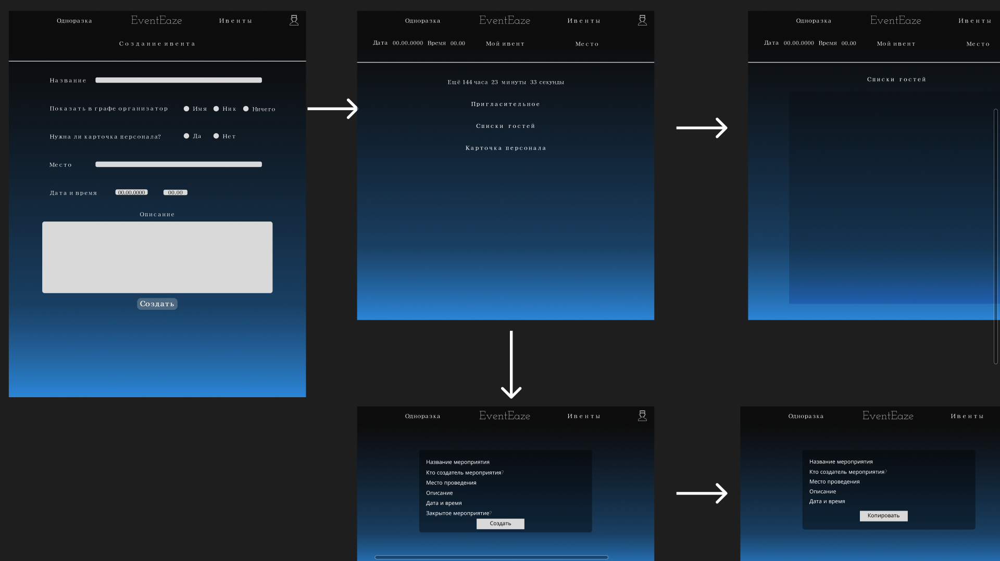 Одноразка EventEaze Ивенты
Создание ивента
Название
Показать в графе организатор Имя Ник Ничего
Нужна ли карточка персонала? Да Нет
Место
Дата и время 00.00.0000 00.00
Описание
Создать
Одноразка EventEaze Ивенты
Дата 00.00.0000 Время 00.00 Мой ивент Место
Ещё 144 часа 23 минуты 33 секунды
Пригласительное
Списки гостей
Карточка персонала
Одноразка EventEaze Ивенты
Дата 00.00.0000 Время 00.00 Мой ивент Место
Списки гостей
Одноразка EventEaze Ивенты
Название мероприятия
Кто создатель мероприятия?
Место проведения
Описание
Дата и время
Закрытое мероприятие?
Создать
Одноразка EventEaze Ивенты
Название мероприятия
Кто создатель мероприятия?
Место проведения
Описание
Дата и время
Копировать